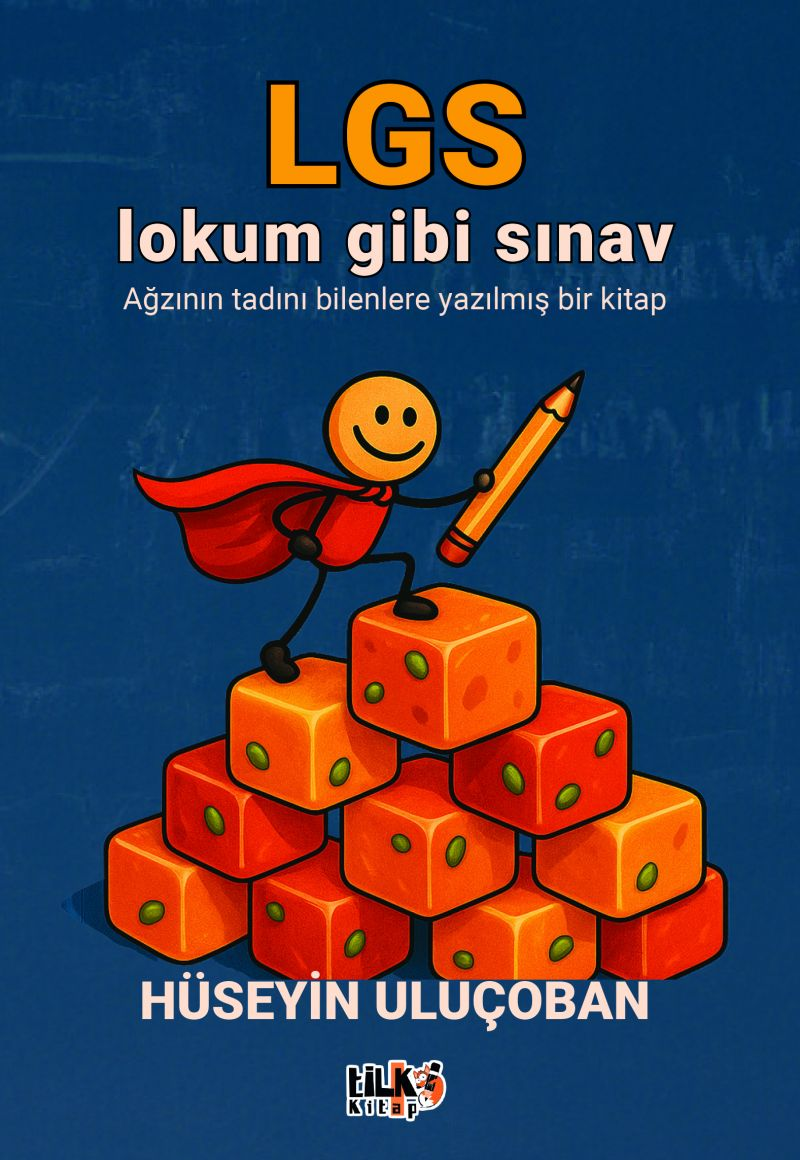 LGS
lokum gibi sınav
Ağzının tadını bilenlere yazılmış bir kitap
HÜSEYİN ULUÇOBAN
tiLKi
Kitap